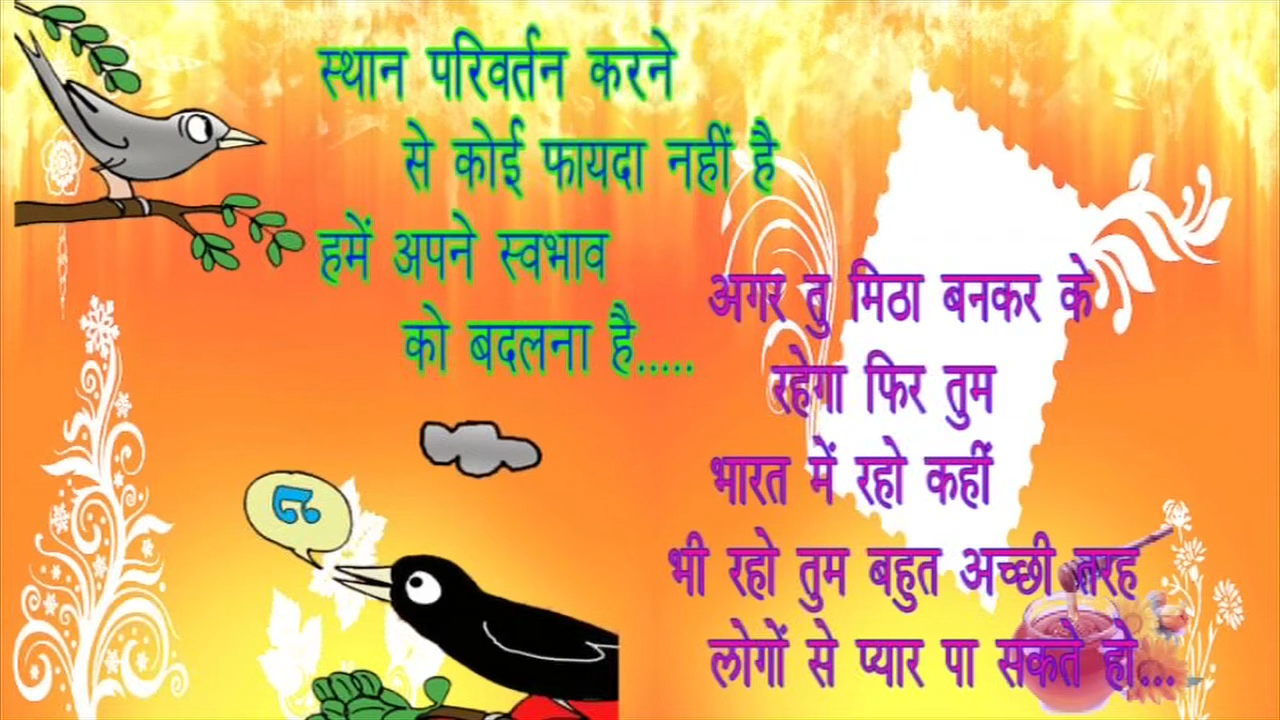 स्थान परिवर्तन करने
से कोई फायदा नहीं है
हमें अपने स्वभाव
को बदलना है.....
अगर तु मिठा बनकर के
रहेगा फिर तुम
भारत में रहो कहीं
भी रहो तुम बहुत अच्छी तरह
लोगों से प्यार पा सकते हो...